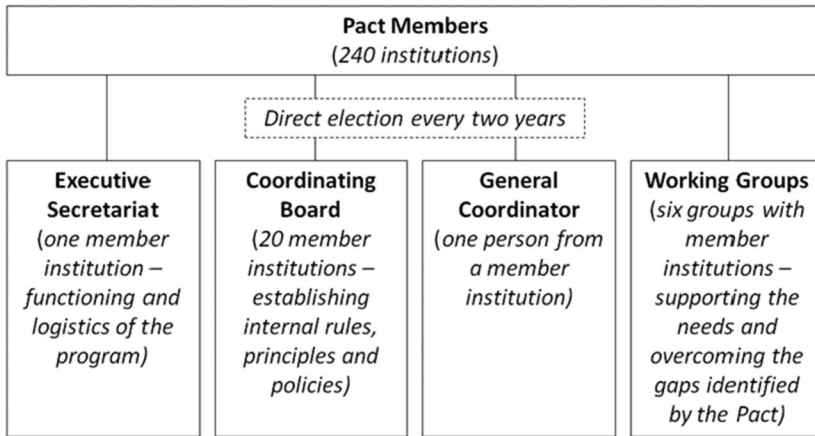 Pact Members
(240 institutions)
Direct election every two years
Executive
Secretariat
(one member
institution –
functioning and
logistics of the
program)
Coordinating
Board
(20 member
institutions –
establishing
internal rules,
principles and
policies)
General
Coordinator
(one person from
a member
institution)
Working Groups
(six groups with
member
institutions –
supporting the
needs and
overcoming the
gaps identified
by the Pact)